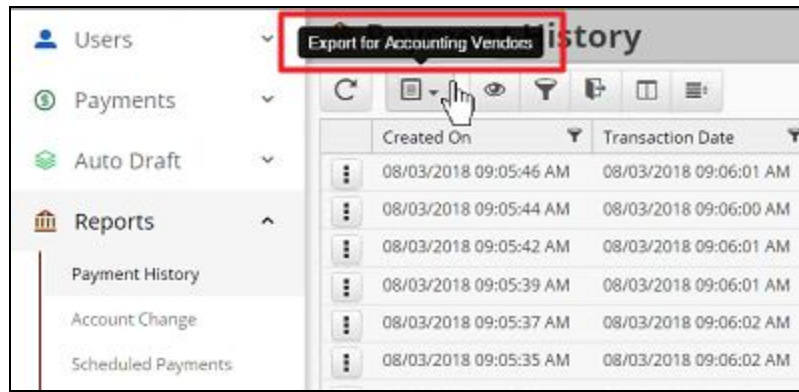 Users
Payments
Auto Draft
Reports
Payment History
Account Change
Scheduled Payments
History
Export for Accounting Vendors
Created On Transaction Date
08/03/2018 09:05:46 AM 08/03/2018 09:06:01 AM
08/03/2018 09:05:44 AM 08/03/2018 09:06:00 AM
08/03/2018 09:05:42 AM 08/03/2018 09:06:01 AM
08/03/2018 09:05:39 AM 08/03/2018 09:06:01 AM
08/03/2018 09:05:37 AM 08/03/2018 09:06:02 AM
08/03/2018 09:05:35 AM 08/03/2018 09:06:02 AM